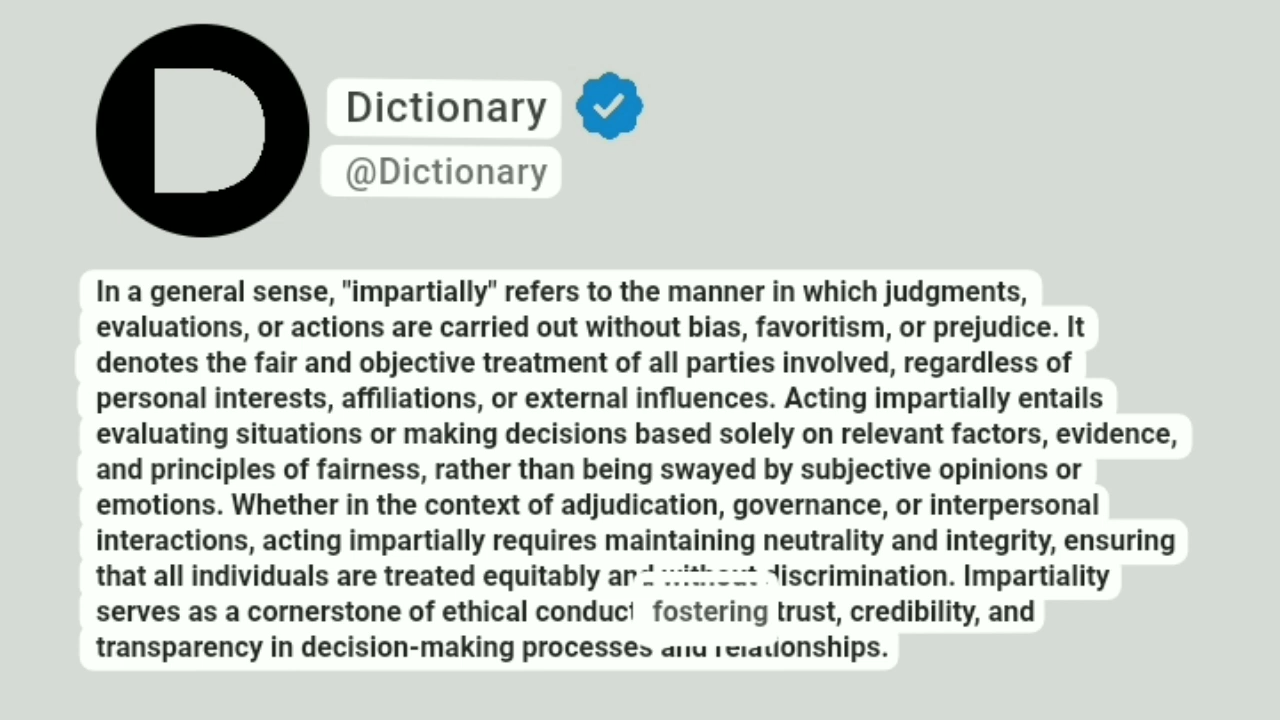 D
Dictionary
@Dictionary
In a general sense, "impartially" refers to the manner in which judgments,
evaluations, or actions are carried out without bias, favoritism, or prejudice. It
denotes the fair and objective treatment of all parties involved, regardless of
personal interests, affiliations, or external influences. Acting impartially entails
evaluating situations or making decisions based solely on relevant factors, evidence,
and principles of fairness, rather than being swayed by subjective opinions or
emotions. Whether in the context of adjudication, governance, or interpersonal
interactions, acting impartially requires maintaining neutrality and integrity, ensuring
that all individuals are treated equitably and without discrimination. Impartiality
serves as a cornerstone of ethical conduct fostering trust, credibility, and
transparency in decision-making processes and relationships.